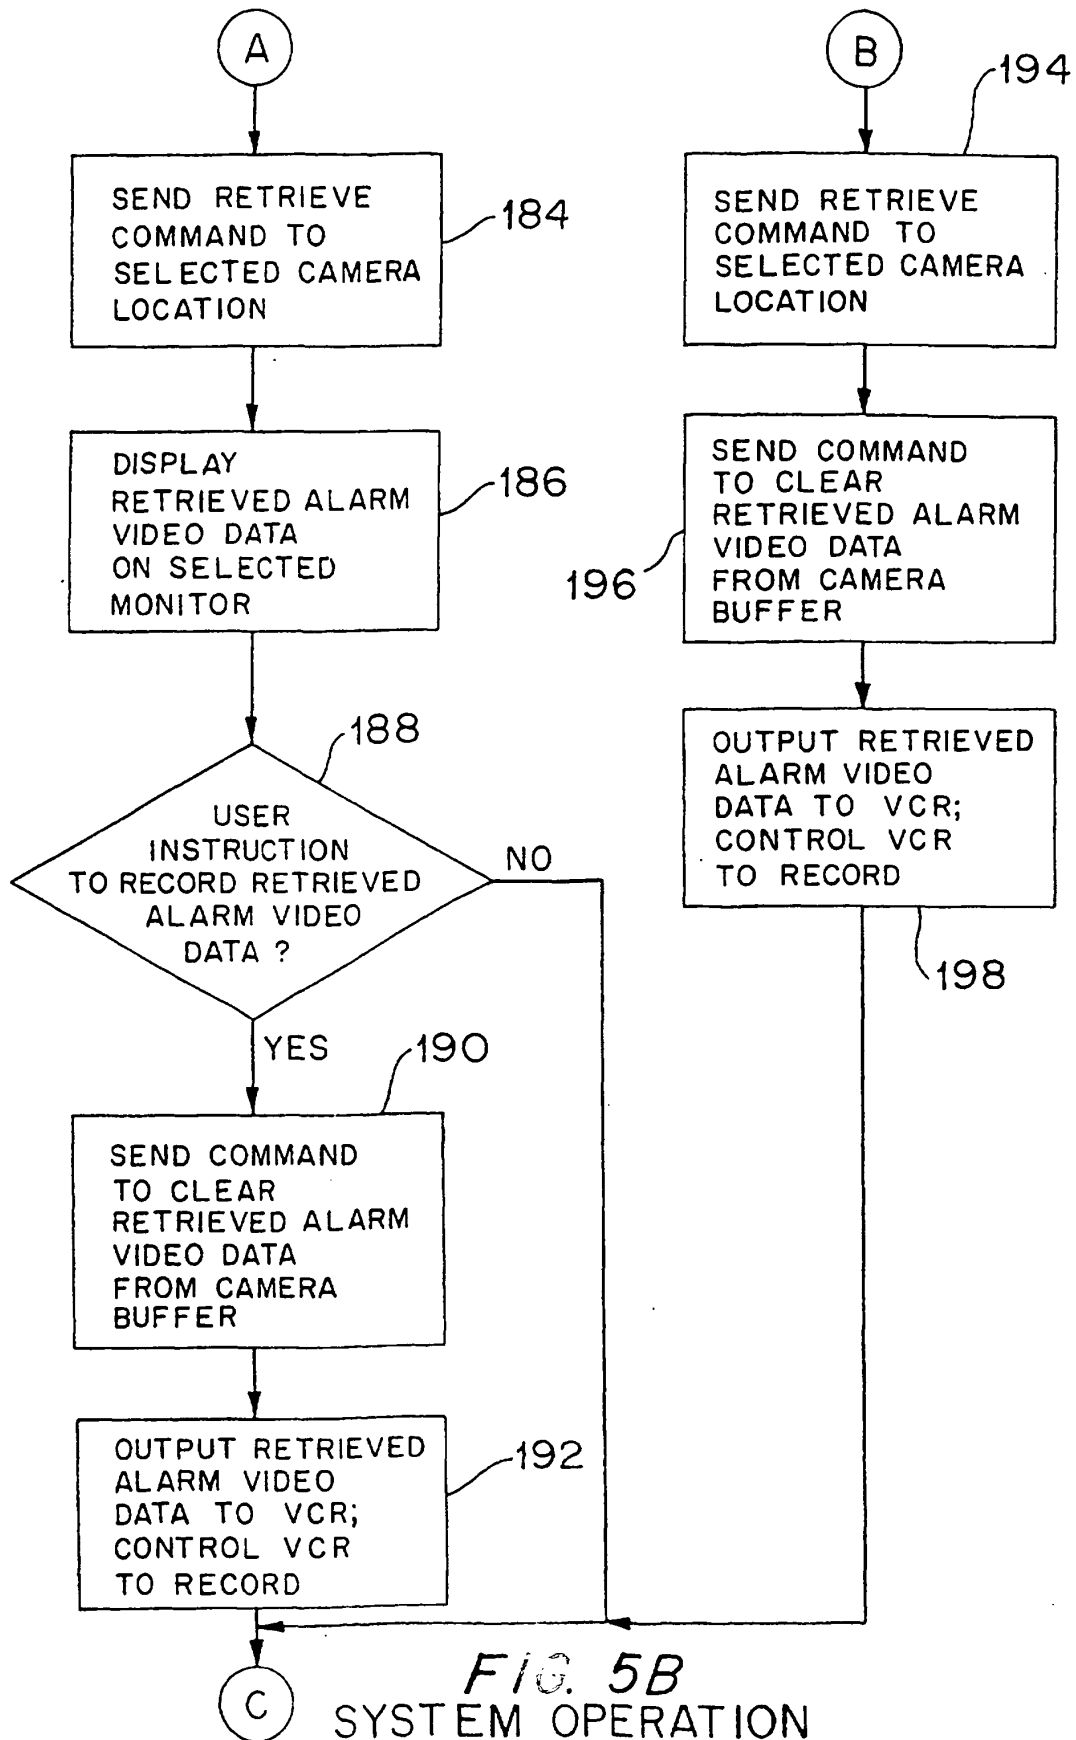 A
SEND RETRIEVE
COMMAND TO
SELECTED CAMERA
LOCATION
184
DISPLAY
RETRIEVED ALARM
VIDEO DATA
ON SELECTED
MONITOR
186
188
USER
INSTRUCTION
TO RECORD RETRIEVED
ALARM VIDEO
DATA ?
NO
YES
190
SEND COMMAND
TO CLEAR
RETRIEVED ALARM
VIDEO DATA
FROM CAMERA
BUFFER
OUTPUT RETRIEVED
ALARM VIDEO
DATA TO VCR;
CONTROL VCR
TO RECORD
192
C
B
194
SEND RETRIEVE
COMMAND TO
SELECTED CAMERA
LOCATION
SEND COMMAND
TO CLEAR
RETRIEVED ALARM
VIDEO DATA
FROM CAMERA
BUFFER
196
OUTPUT RETRIEVED
ALARM VIDEO
DATA TO VCR;
CONTROL VCR
TO RECORD
198
FIG. 5B
SYSTEM OPERATION